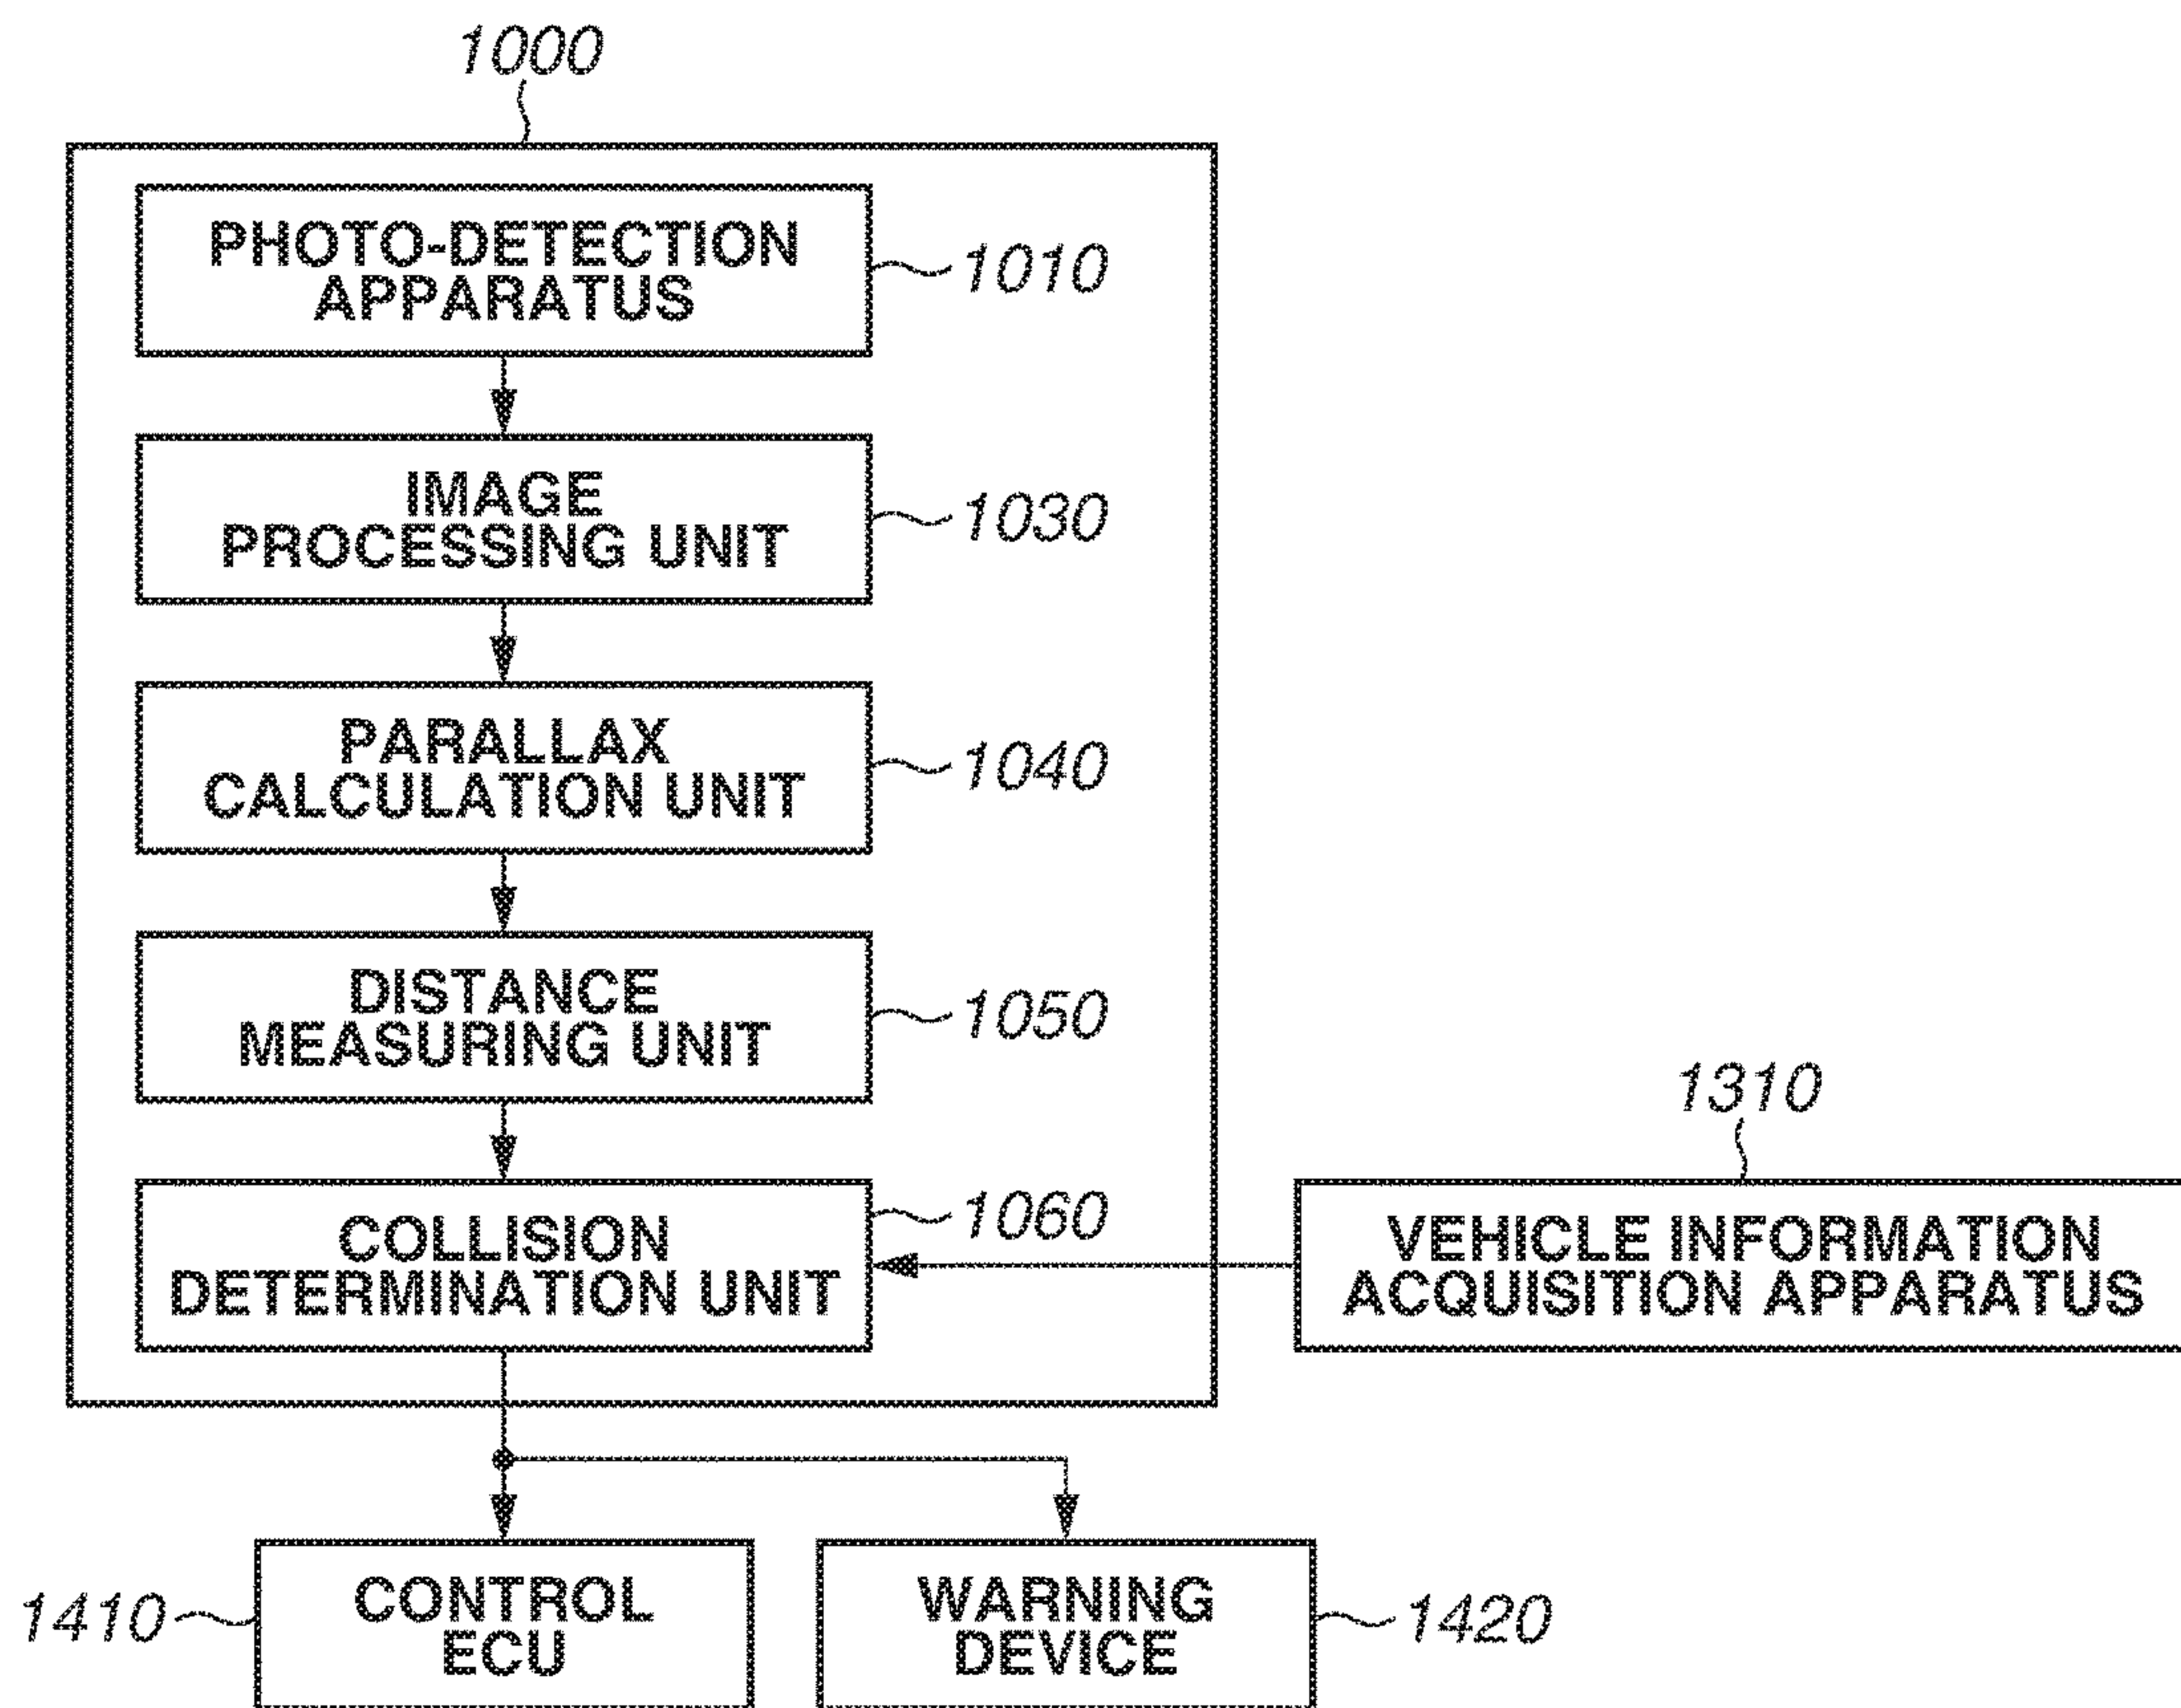 1000
PHOTO-DETECTION
APPARATUS
1010
IMAGE
PROCESSING UNIT
1030
PARALLAX
CALCULATION UNIT
1040
DISTANCE
MEASURING UNIT
1050
COLLISION
DETERMINATION UNIT
1060
1310
VEHICLE INFORMATION
ACQUISITION APPARATUS
1410
CONTROL
ECU
WARNING
DEVICE
1420